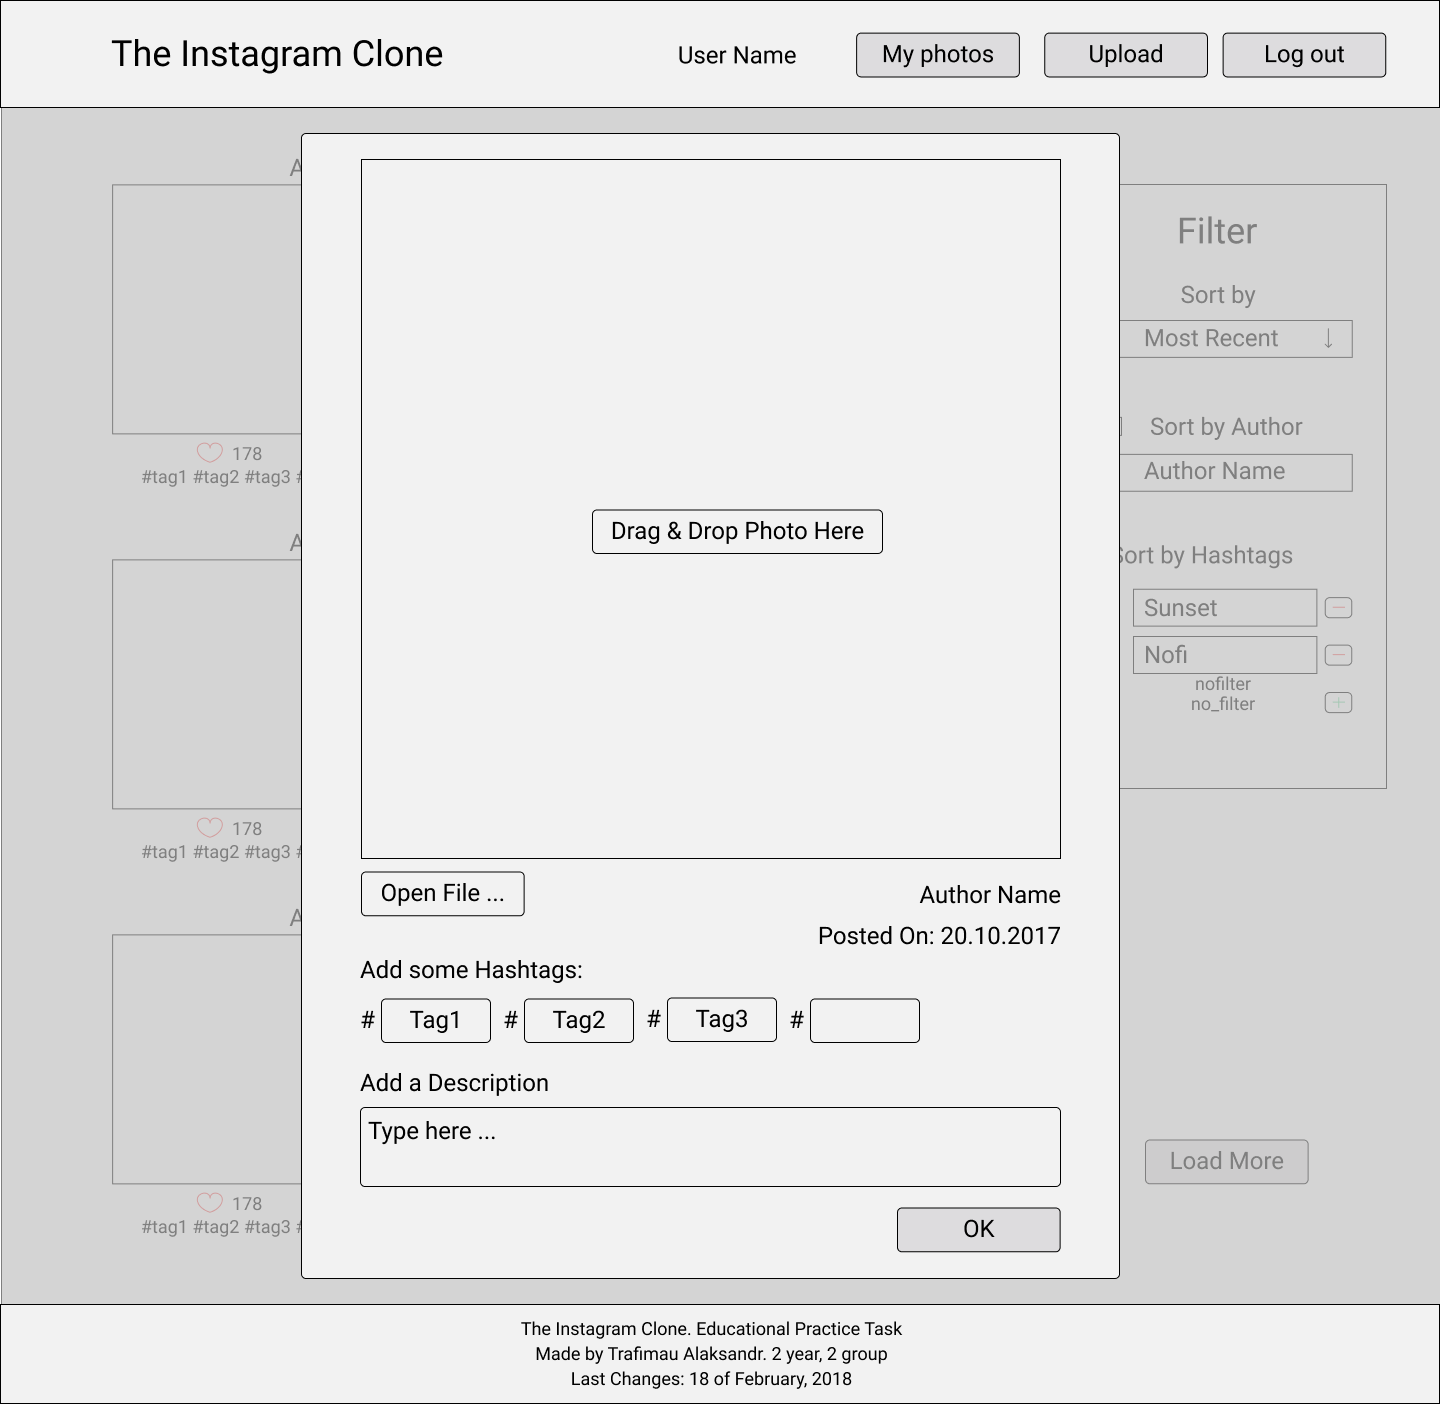 The Instagram Clone
User Name
My photos
Upload
Log out
Filter
Sort by
Most Recent ↓
Sort by Author
Author Name
Sort by Hashtags
Sunset
Nofi
nofilter
no_filter
Load More
178
#tag1 #tag2 #tag3 #
178
#tag1 #tag2 #tag3 #
178
#tag1 #tag2 #tag3 #
Drag & Drop Photo Here
Open File ...
Author Name
Posted On: 20.10.2017
Add some Hashtags:
# Tag1 # Tag2 # Tag3 #
Add a Description
Type here ...
OK
The Instagram Clone. Educational Practice Task
Made by Trafimau Alaksandr. 2 year, 2 group
Last Changes: 18 of February, 2018